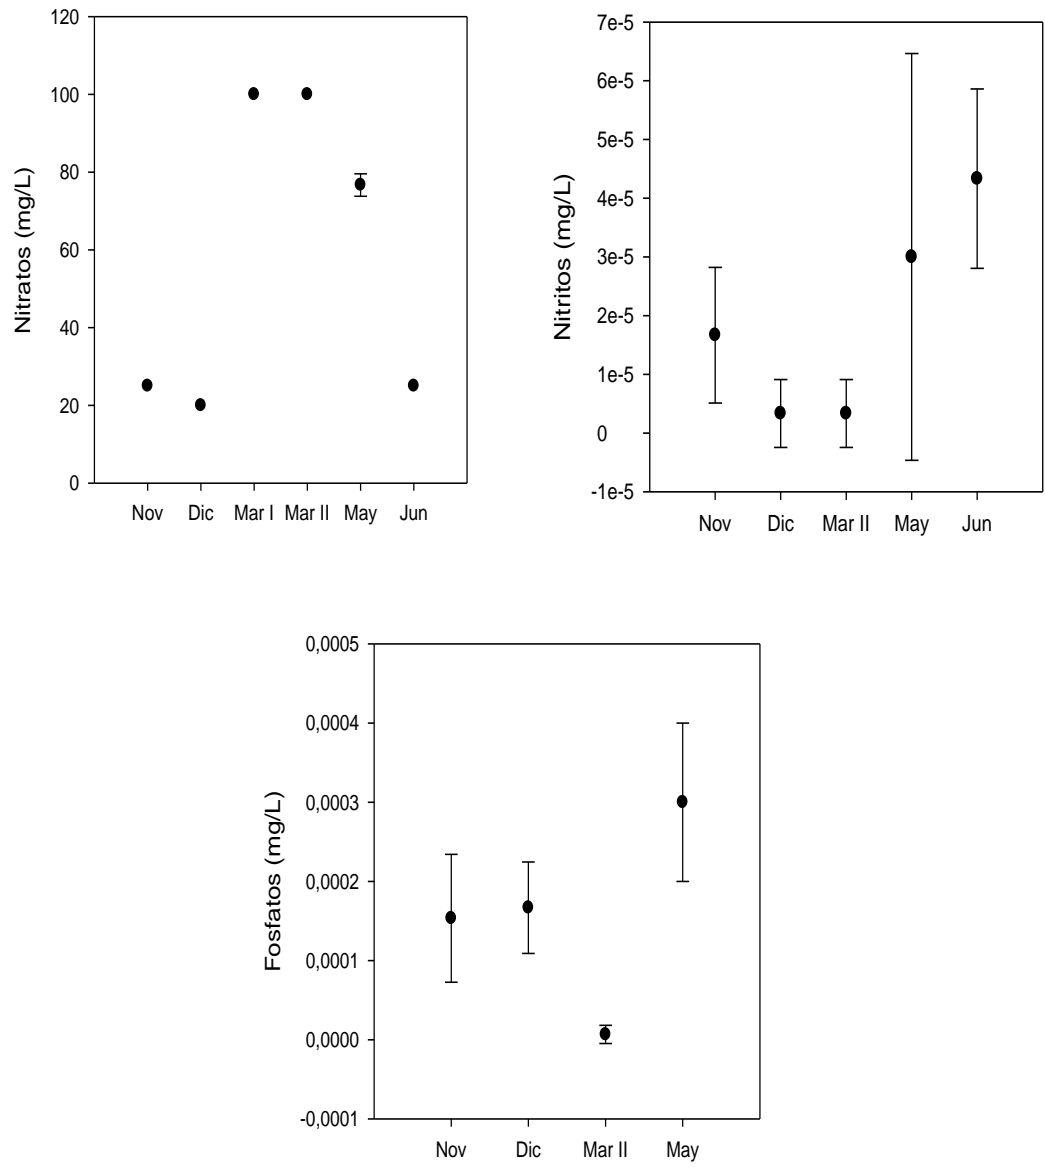 120
100
80
60
40
20
0
Nitratos (mg/L)
Nov Dic Mar I Mar II May Jun
7e-5
6e-5
5e-5
4e-5
3e-5
2e-5
1e-5
0
-1e-5
Nitritos (mg/L)
Nov Dic Mar II May Jun
0,0005
0,0004
0,0003
0,0002
0,0001
0,0000
-0,0001
Fosfatos (mg/L)
Nov Dic Mar II May